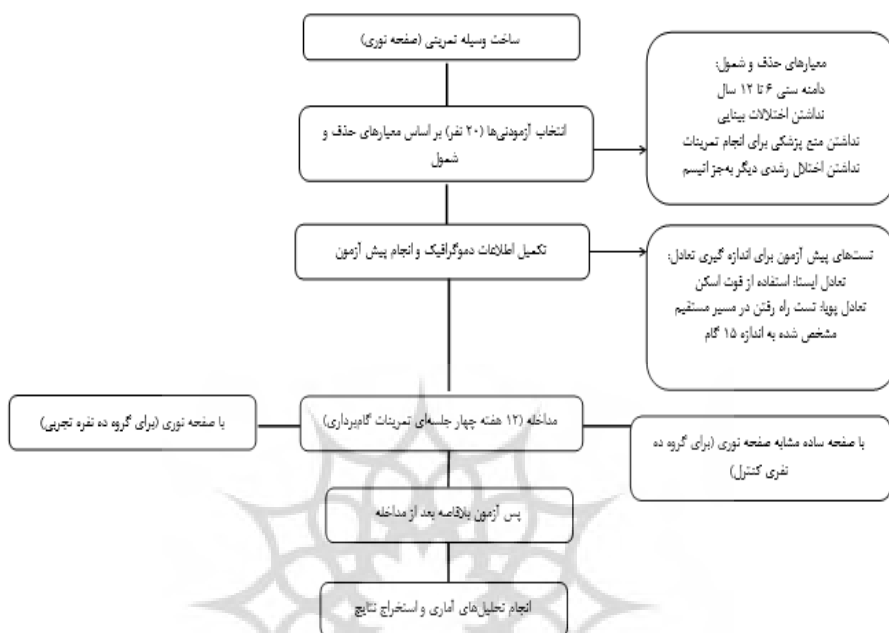 ساخت وسیله تمرینی (صفحه نوری)
معیارهای حذف و شمول:
دامنه سنی ۶ تا ۱۲ سال
نداشتن اختلالات بینایی
نداشتن منع پزشکی برای انجام تمرینات
نداشتن اختلال رشدی دیگر به‌جز اتیسم
انتخاب آزمودنی‌ها (۲۰ نفر) بر اساس معیارهای حذف و
شمول
تکمیل اطلاعات دموگرافیک و انجام پیش آزمون
تست‌های پیش آزمون برای اندازه گیری تعادل:
تعادل ایستا: استفاده از فوت اسکن
تعادل پویا: تست راه رفتن در مسیر مستقیم
مشخص شده به اندازه ۱۵ گام
مداخله (۱۲ هفته چهار جلسه‌ای تمرینات گام‌برداری)
با صفحه نوری (برای گروه ده نفره تجربی)
با صفحه ساده مشابه صفحه نوری (برای گروه ده
نفری کنترل)
پس آزمون بلافاصه بعد از مداخله
انجام تحلیل‌های آماری و استخراج نتایج